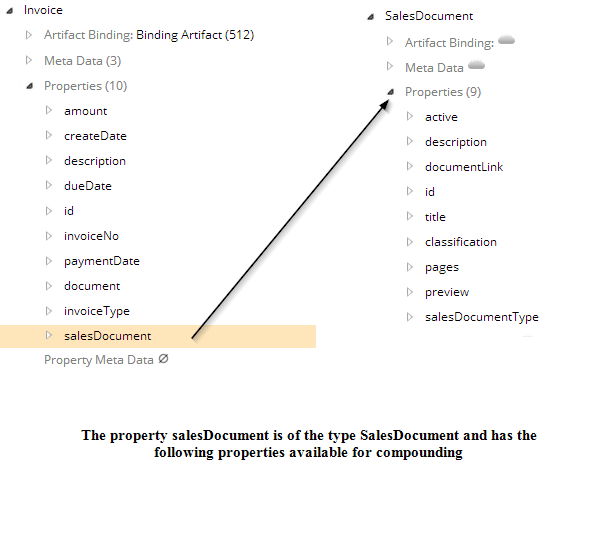 Invoice
Artifact Binding: Binding Artifact (512)
Meta Data (3)
Properties (10)
amount
createDate
description
dueDate
id
invoiceNo
paymentDate
document
invoiceType
salesDocument
Property Meta Data
SalesDocument
Artifact Binding:
Meta Data
Properties (9)
active
description
documentLink
id
title
classification
pages
preview
salesDocumentType
The property salesDocument is of the type SalesDocument and has the
following properties available for compounding